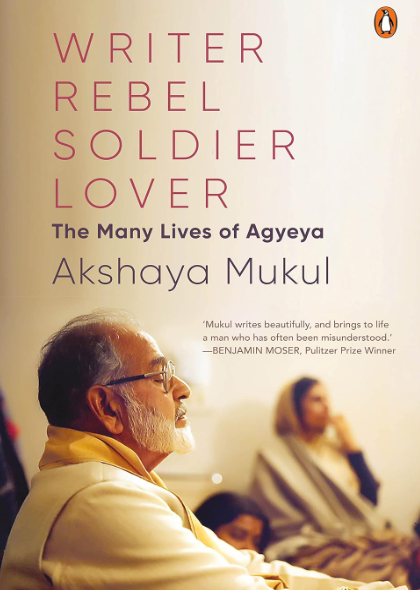 WRITER
REBEL
SOLDIER
LOVER
The Many Lives of Agyeya
Akshaya Mukul
‘Mukul writes beautifully, and brings to life
a man who has often been misunderstood.’
—BENJAMIN MOSER, Pulitzer Prize Winner